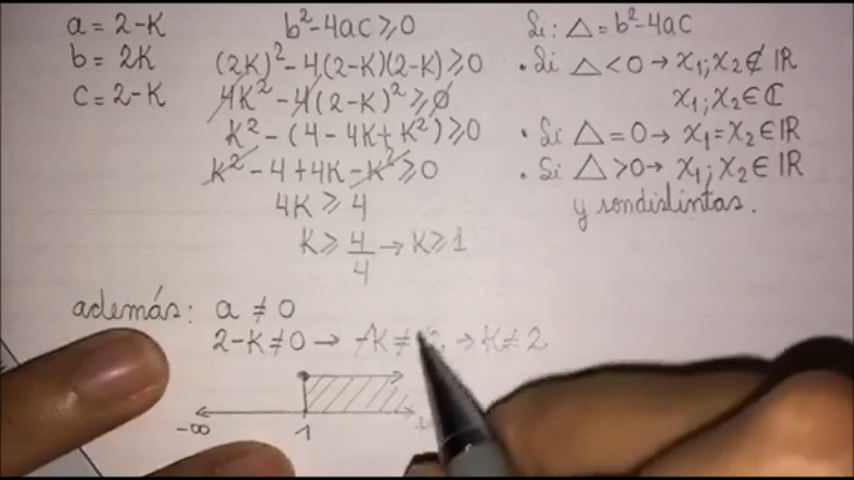 a = 2-K
b = 2K
c = 2-K
b²-4ac ≥ 0
(2K)² - 4(2-K)(2-K) ≥ 0
4K² - 4(2-K)² ≥ 0
K² - (4 - 4K + K²) ≥ 0
K² - 4 + 4K - K² ≥ 0
4K ≥ 4
K ≥ 4/4 → K ≥ 1
Si: △ = b²-4ac
· Si △ < 0 → x₁; x₂ ∉ IR
x₁; x₂ ∈ ℂ
· Si △ = 0 → x₁ = x₂ ∈ IR
· Si △ > 0 → x₁; x₂ ∈ IR
y son distintas.
además: a ≠ 0
2-K ≠ 0 → -K ≠ → K ≠ 2
-∞ 1